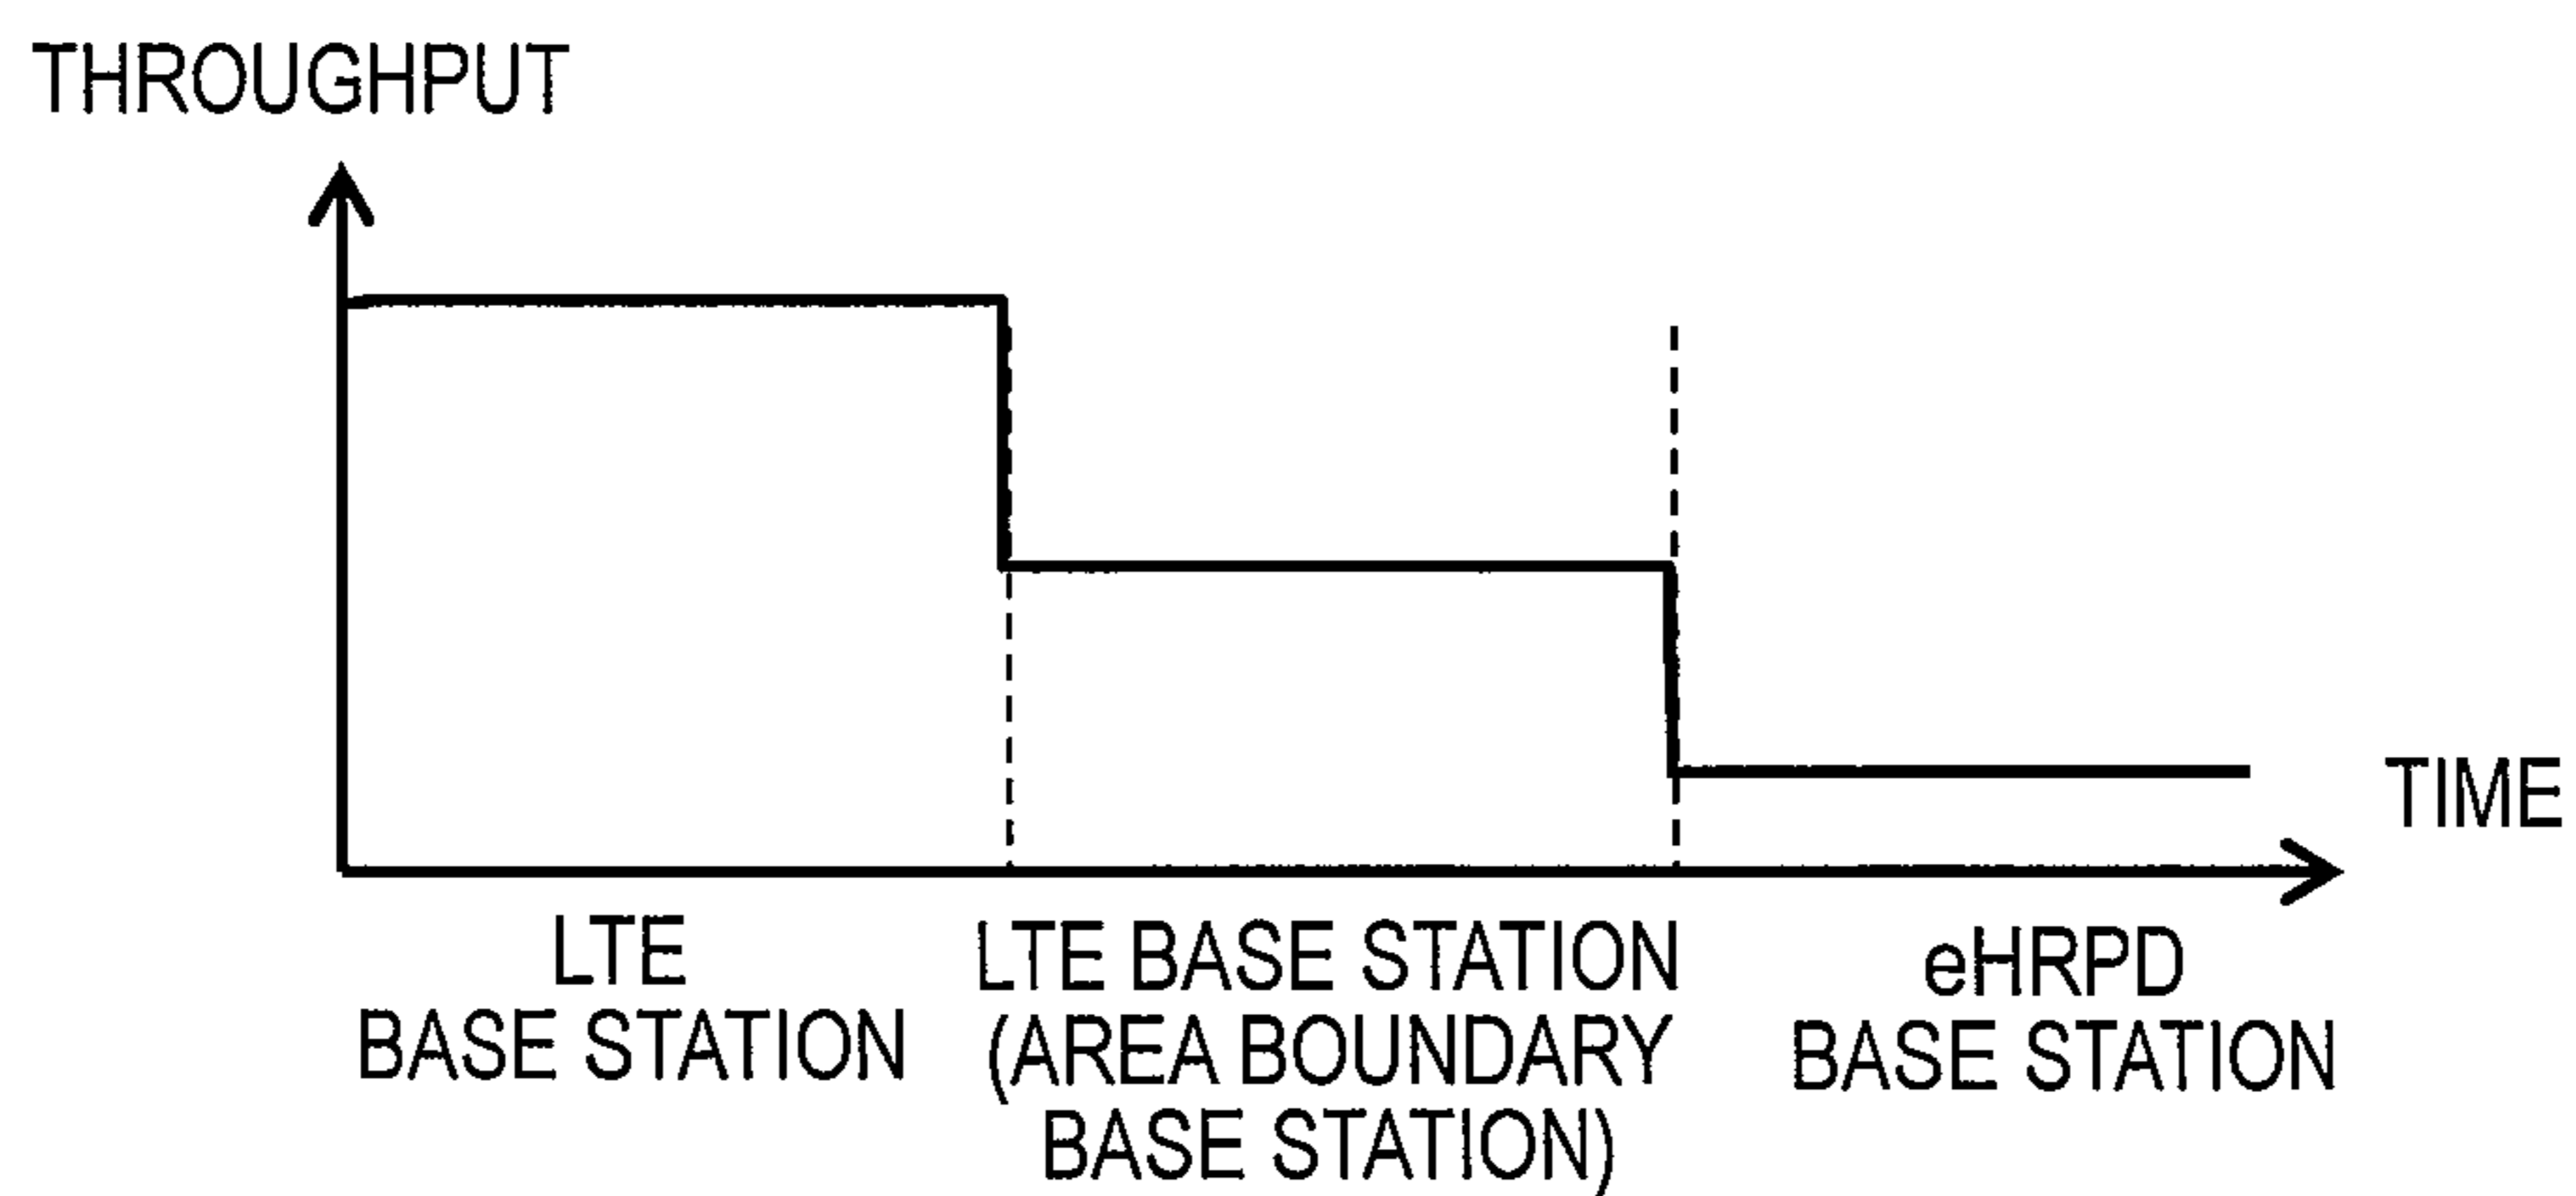 THROUGHPUT
TIME
LTE
BASE STATION
LTE BASE STATION
(AREA BOUNDARY
BASE STATION)
eHRPD
BASE STATION